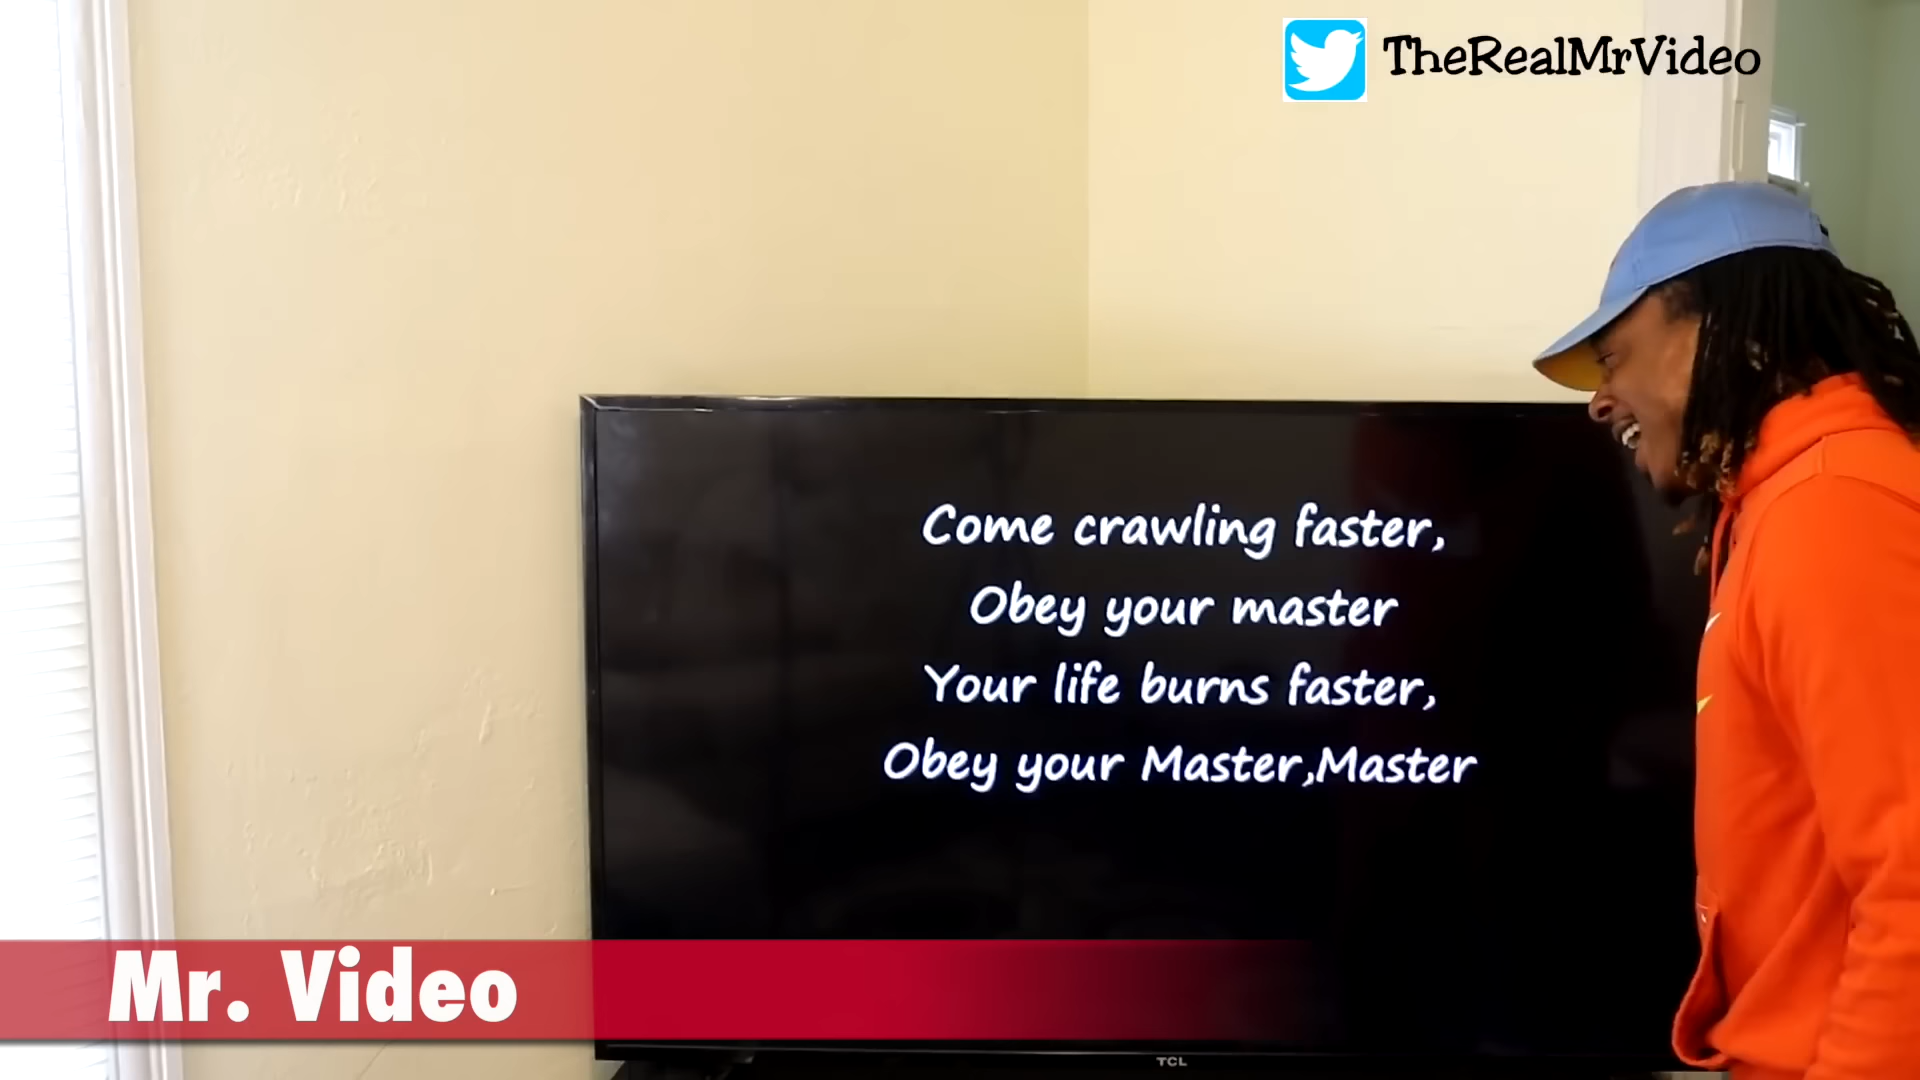 TheRealMrVideo
Come crawling faster,
Obey your master
Your life burns faster,
Obey your Master,Master
Mr. Video
TCL